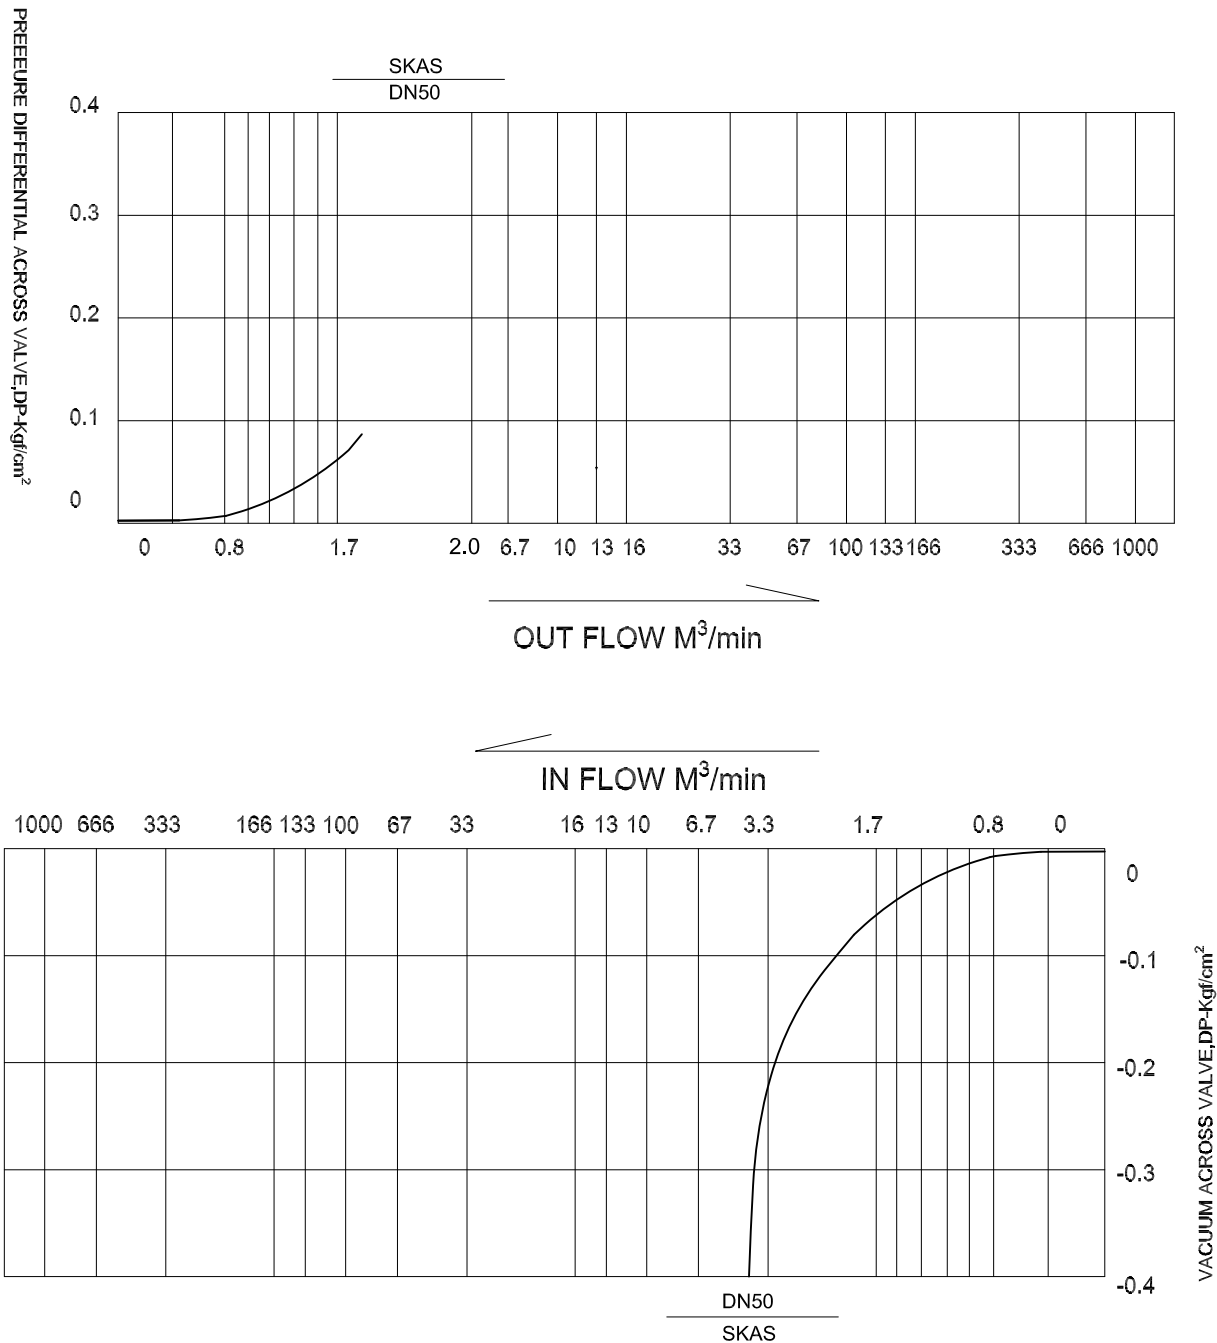 PREEEURE DIFFERENTIAL ACROSS VALVE,DP-Kgf/cm²
SKAS
DN50
0.4
0.3
0.2
0.1
0
0 0.8 1.7 2.0 6.7 10 13 16 33 67 100 133 166 333 666 1000
OUT FLOW M³/min
IN FLOW M³/min
1000 666 333 166 133 100 67 33 16 13 10 6.7 3.3 1.7 0.8 0
0
-0.1
-0.2
-0.3
-0.4
VACUUM ACROSS VALVE,DP-Kgf/cm²
DN50
SKAS